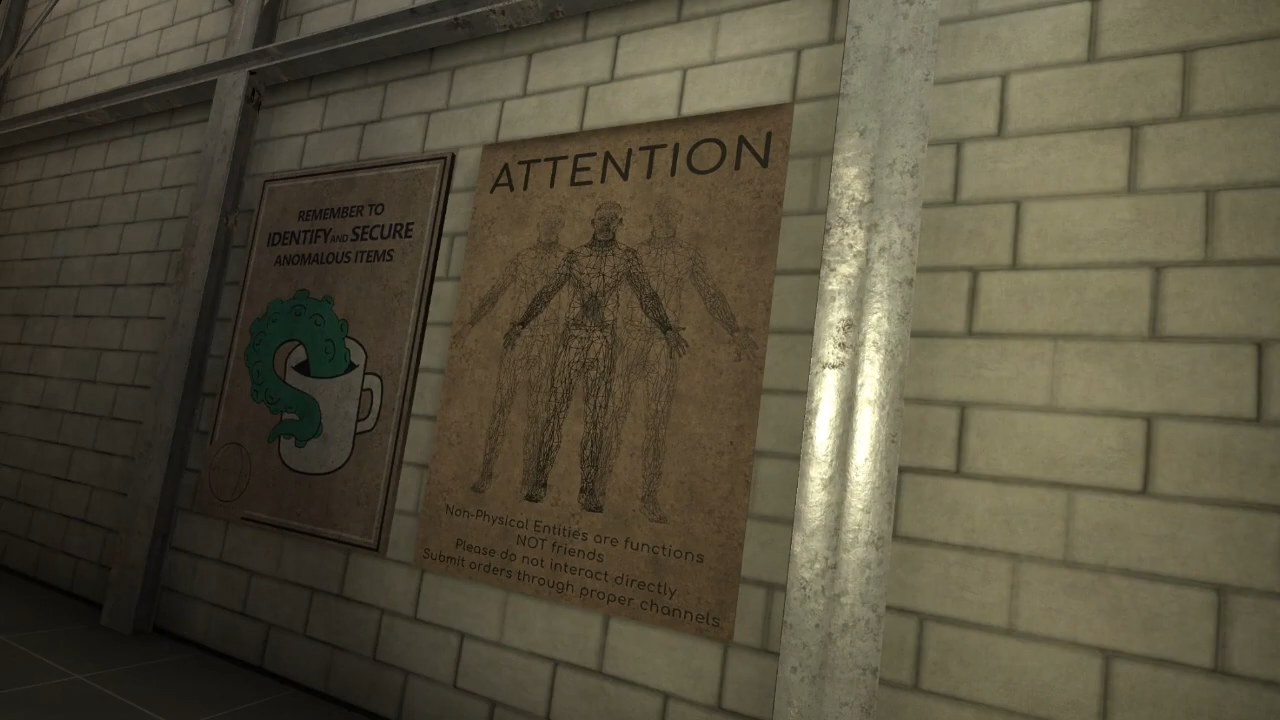 REMEMBER TO
IDENTIFY AND SECURE
ANOMALOUS ITEMS
ATTENTION
Non-Physical Entities are functions
NOT friends
Please do not interact directly
Submit orders through proper channels